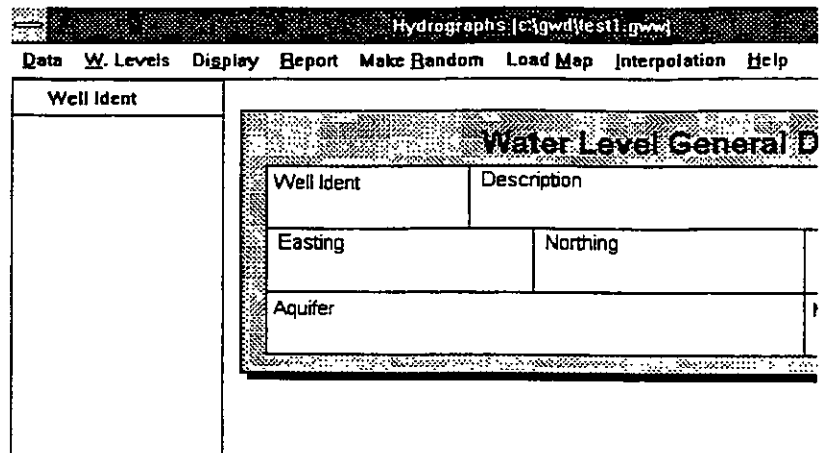 Hydrographs [c:\gwd\test1.gww]
Data W. Levels Display Report Make Random Load Map Interpolation Help
Well Ident
Water Level General D
Well Ident Description
Easting Northing
Aquifer